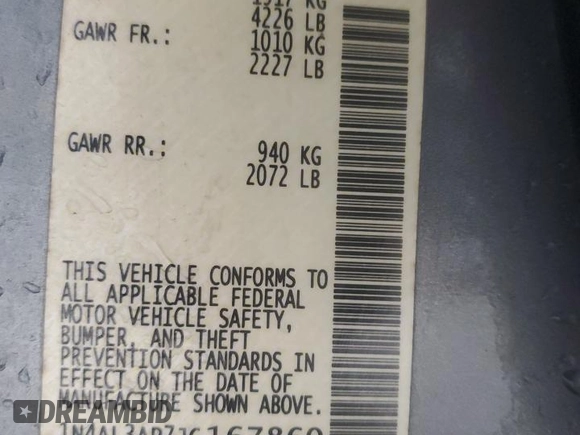 4226 LB
GAWR FR.: 1010 KG
2227 LB
GAWR RR.: 940 KG
2072 LB
THIS VEHICLE CONFORMS TO
ALL APPLICABLE FEDERAL
MOTOR VEHICLE SAFETY,
BUMPER, AND THEFT
PREVENTION STANDARDS IN
EFFECT ON THE DATE OF
MANUFACTURE SHOWN ABOVE.
DREAMBID